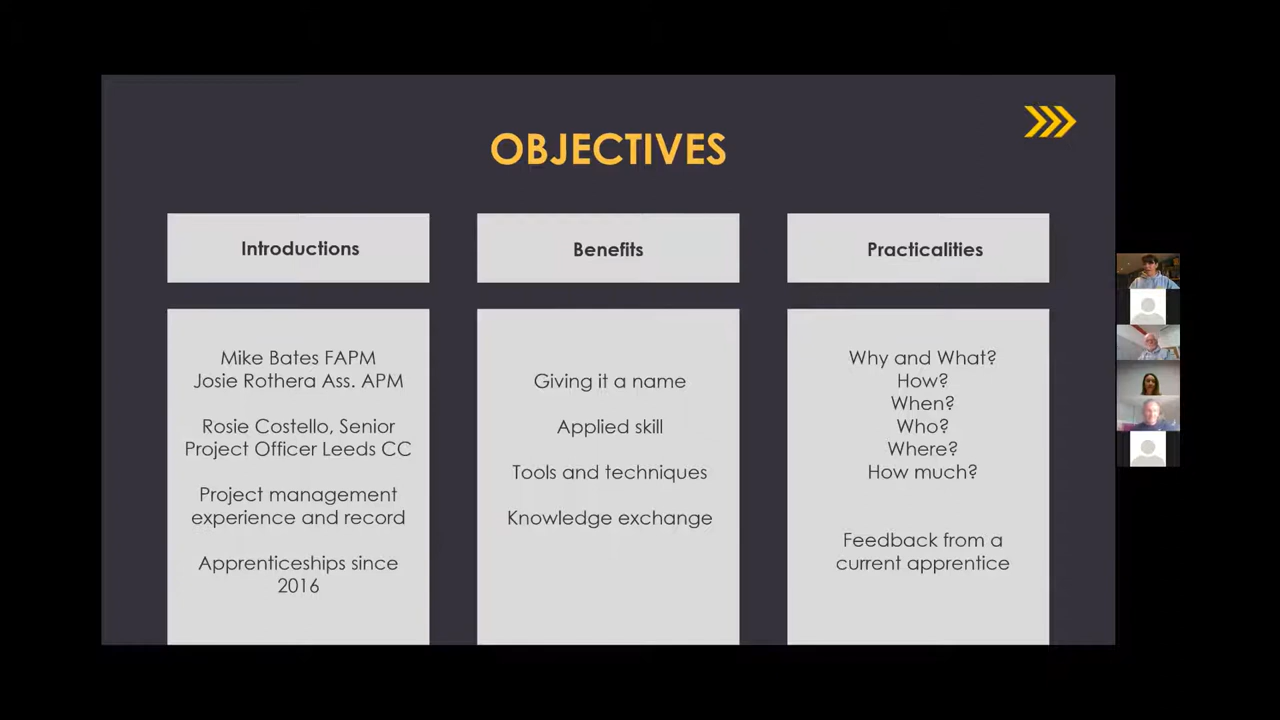 OBJECTIVES
Introductions
Mike Bates FAPM
Josie Rothera Ass. APM
Rosie Costello, Senior
Project Officer Leeds CC
Project management
experience and record
Apprenticeships since
2016
Benefits
Giving it a name
Applied skill
Tools and techniques
Knowledge exchange
Practicalities
Why and What?
How?
When?
Who?
Where?
How much?
Feedback from a
current apprentice